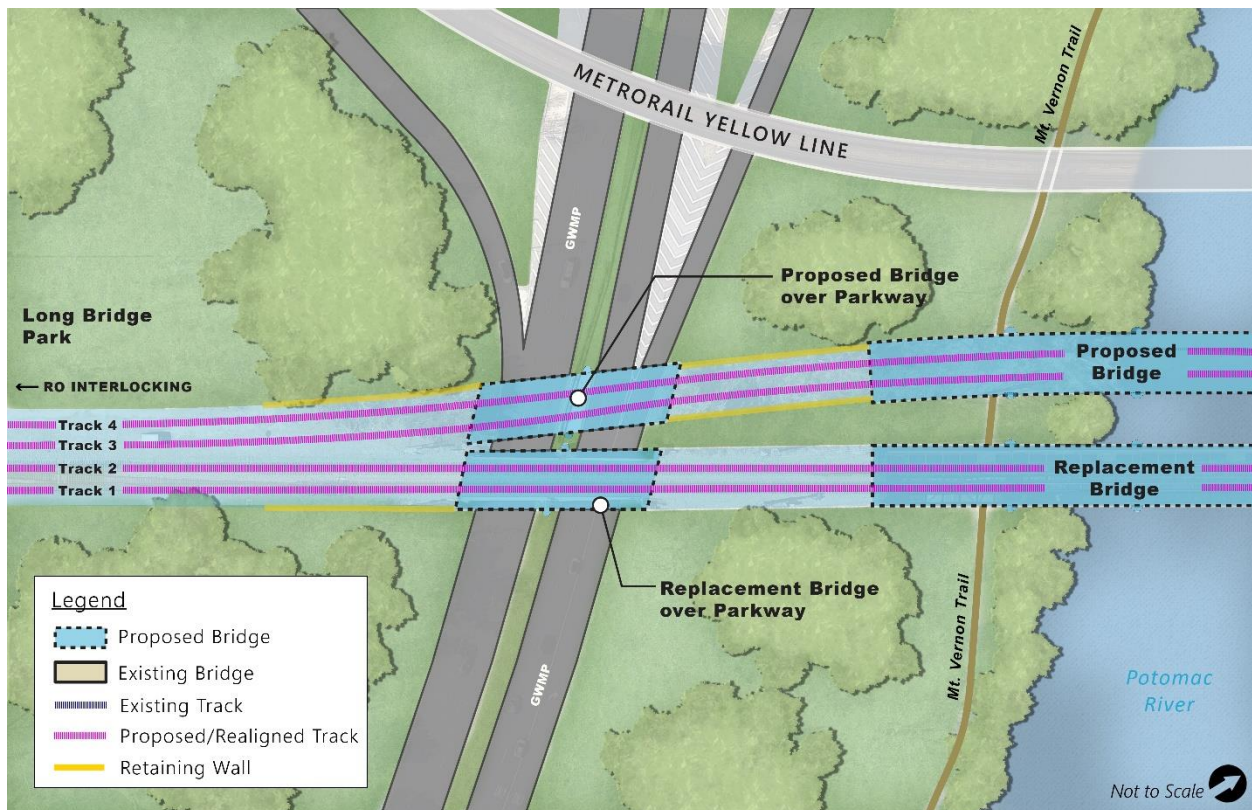 METRORAIL YELLOW LINE
Mt. Vernon Trail
GWMP
Proposed Bridge
over Parkway
Long Bridge
Park
← RO INTERLOCKING
Proposed
Bridge
Track 4
Track 3
Track 2
Track 1
Replacement
Bridge
Replacement Bridge
over Parkway
GWMP
Mt. Vernon Trail
Potomac
River
Legend
Proposed Bridge
Existing Bridge
Existing Track
Proposed/Realigned Track
Retaining Wall
Not to Scale